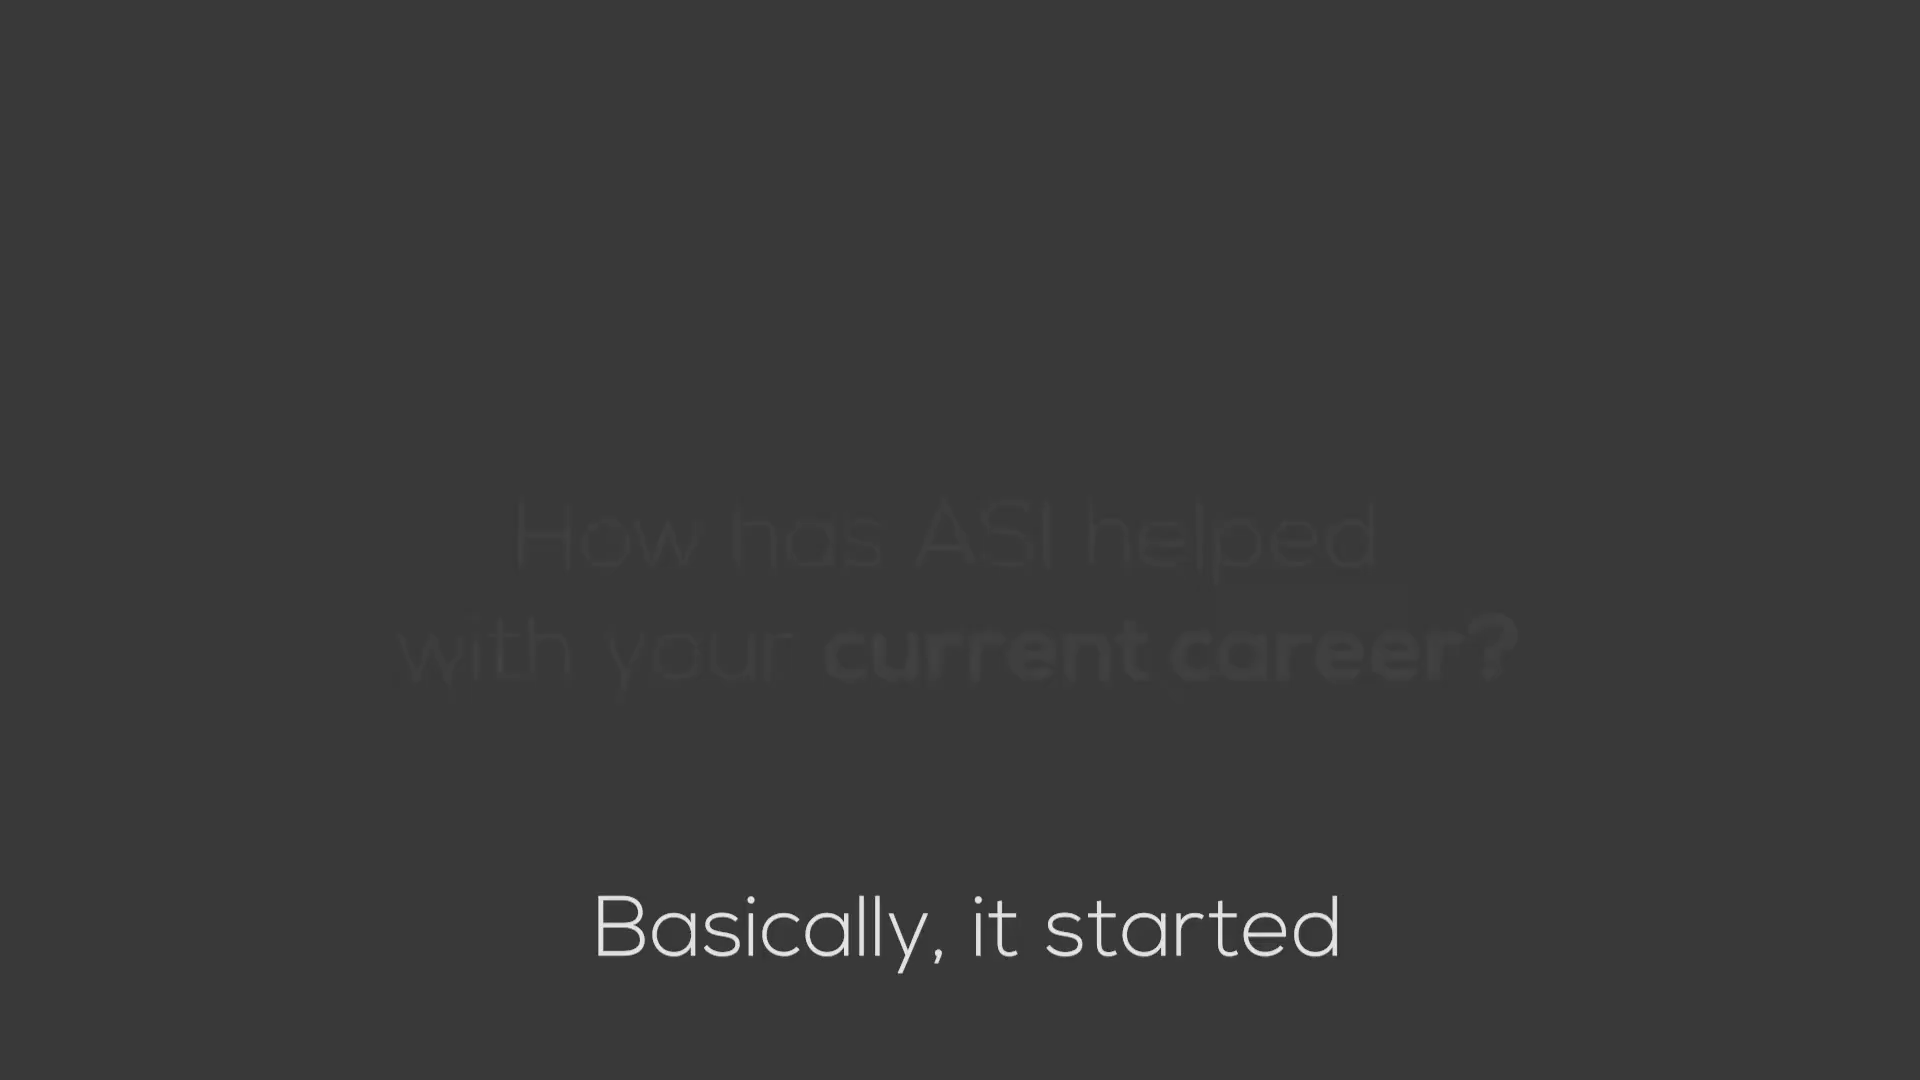 How has ASI helped
with your current career?
Basically, it started